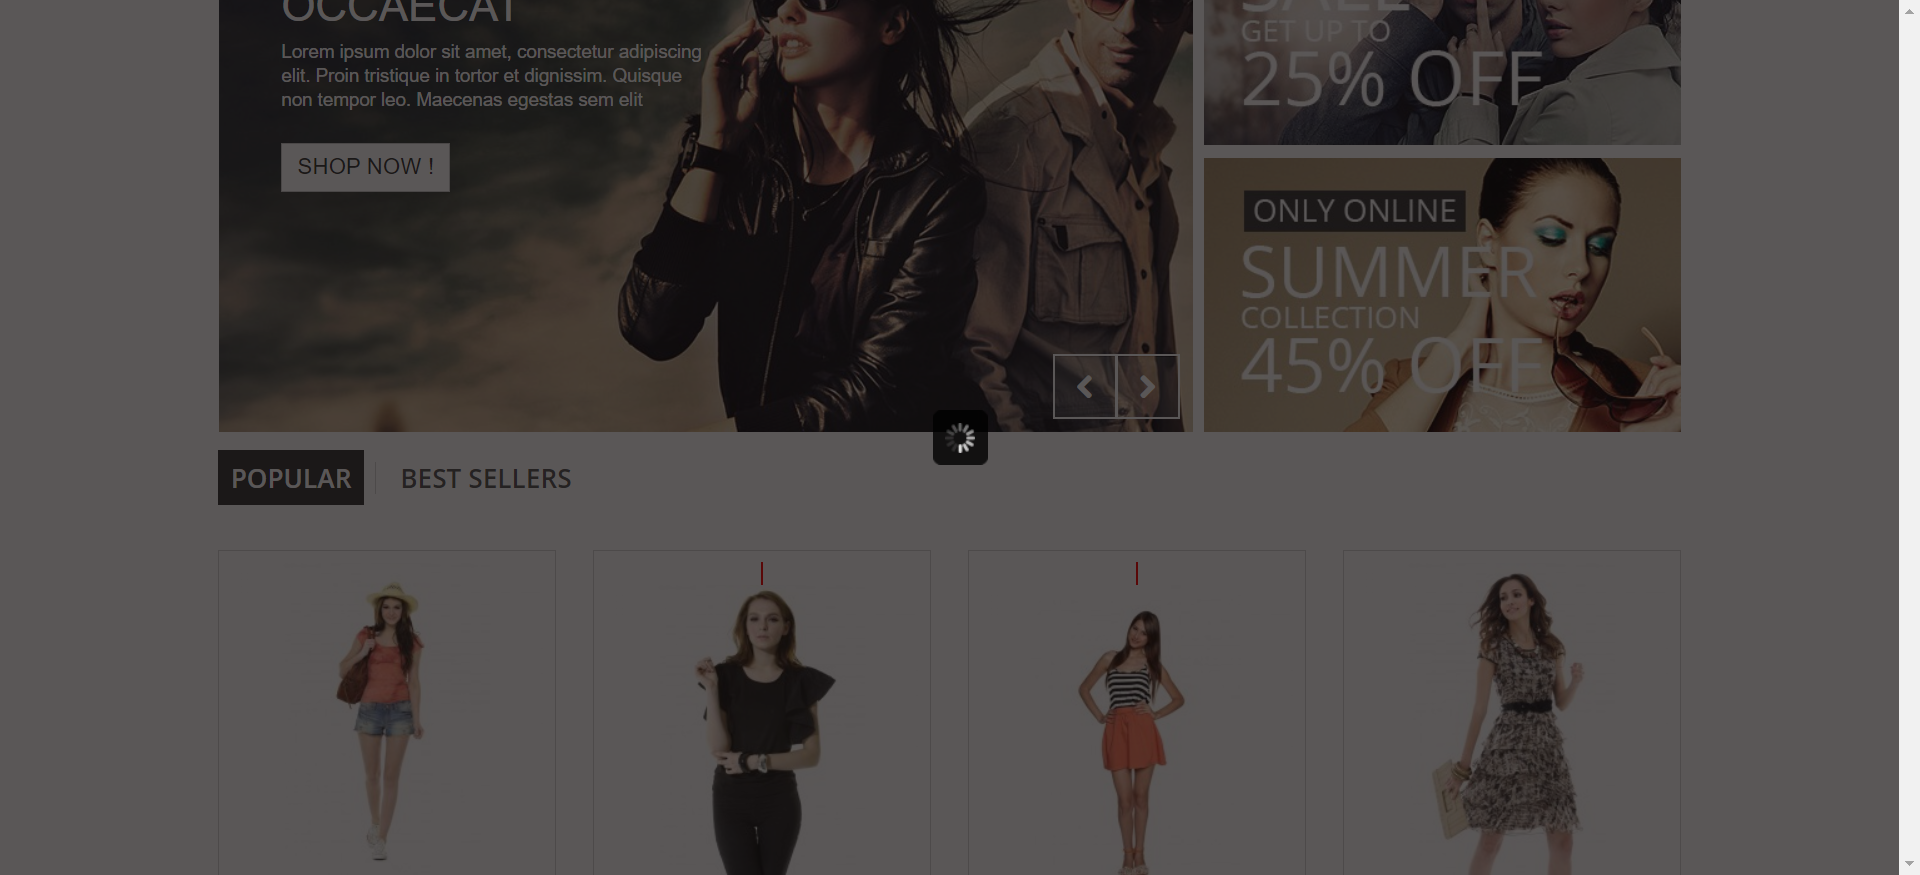 OCCAECAT
Lorem ipsum dolor sit amet, consectetur adipiscing
elit. Proin tristique in tortor et dignissim. Quisque
non tempor leo. Maecenas egestas sem elit
SHOP NOW !
SALE
GET UP TO
25% OFF
ONLY ONLINE
SUMMER
COLLECTION
45% OFF
POPULAR
BEST SELLERS